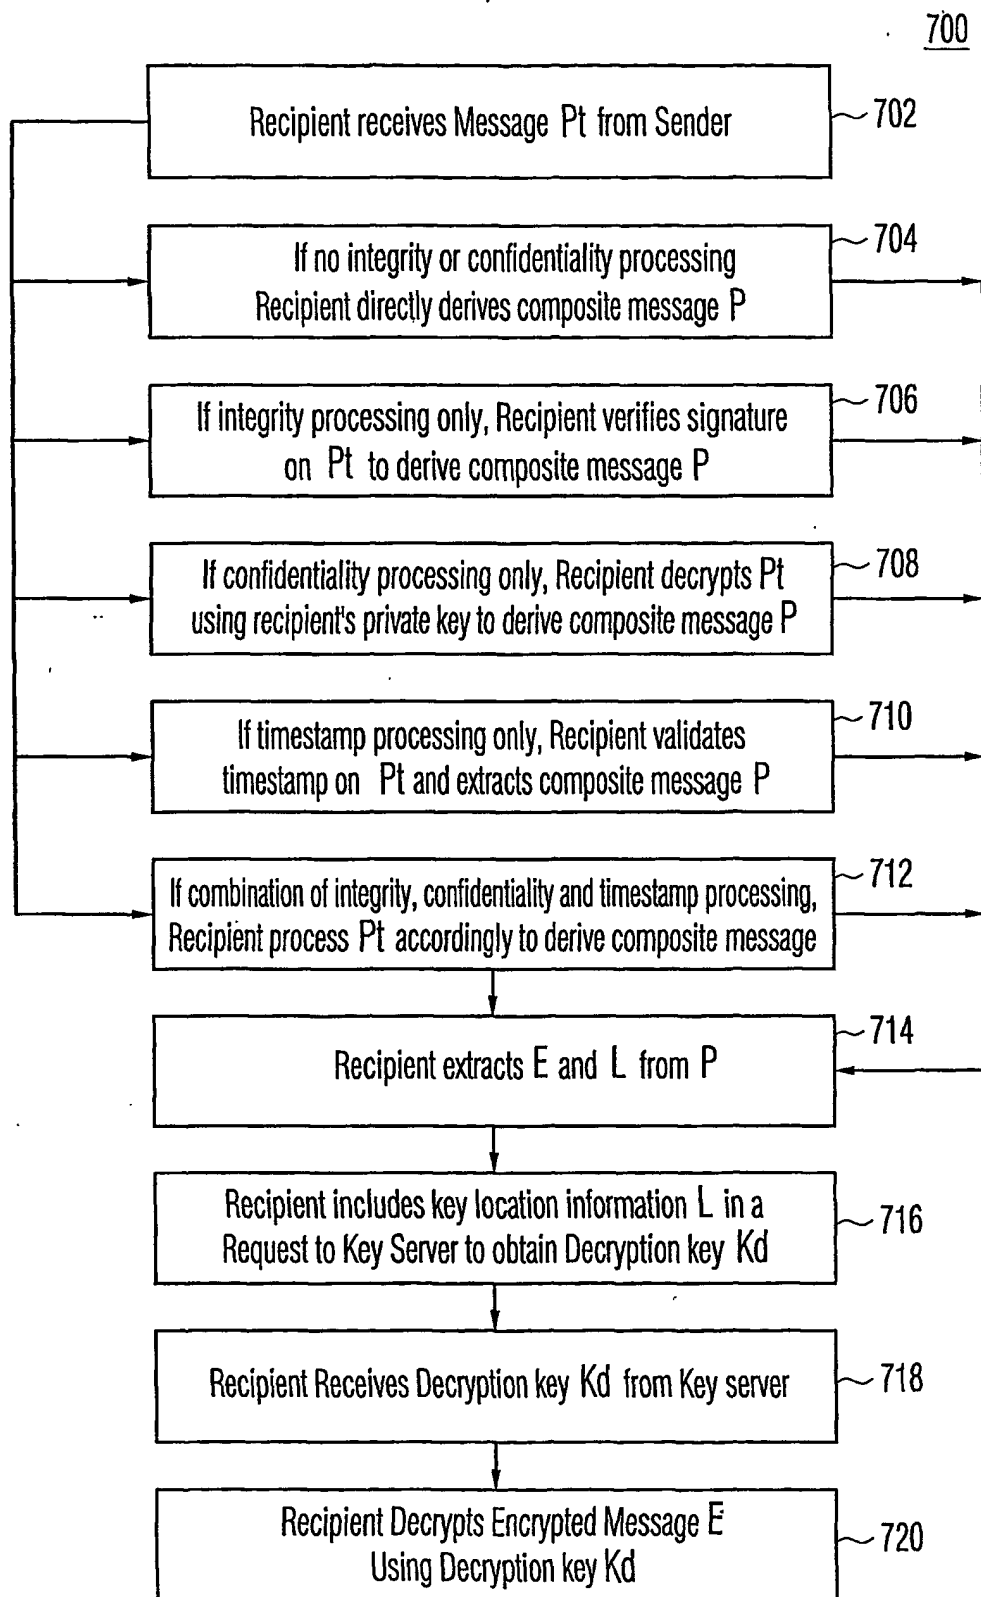 700
Recipient receives Message Pt from Sender
702
If no integrity or confidentiality processing
Recipient directly derives composite message P
704
If integrity processing only, Recipient verifies signature
on Pt to derive composite message P
706
If confidentiality processing only, Recipient decrypts Pt
using recipient's private key to derive composite message P
708
If timestamp processing only, Recipient validates
timestamp on Pt and extracts composite message P
710
If combination of integrity, confidentiality and timestamp processing,
Recipient process Pt accordingly to derive composite message
712
Recipient extracts E and L from P
714
Recipient includes key location information L in a
Request to Key Server to obtain Decryption key Kd
716
Recipient Receives Decryption key Kd from Key server
718
Recipient Decrypts Encrypted Message E
Using Decryption key Kd
720